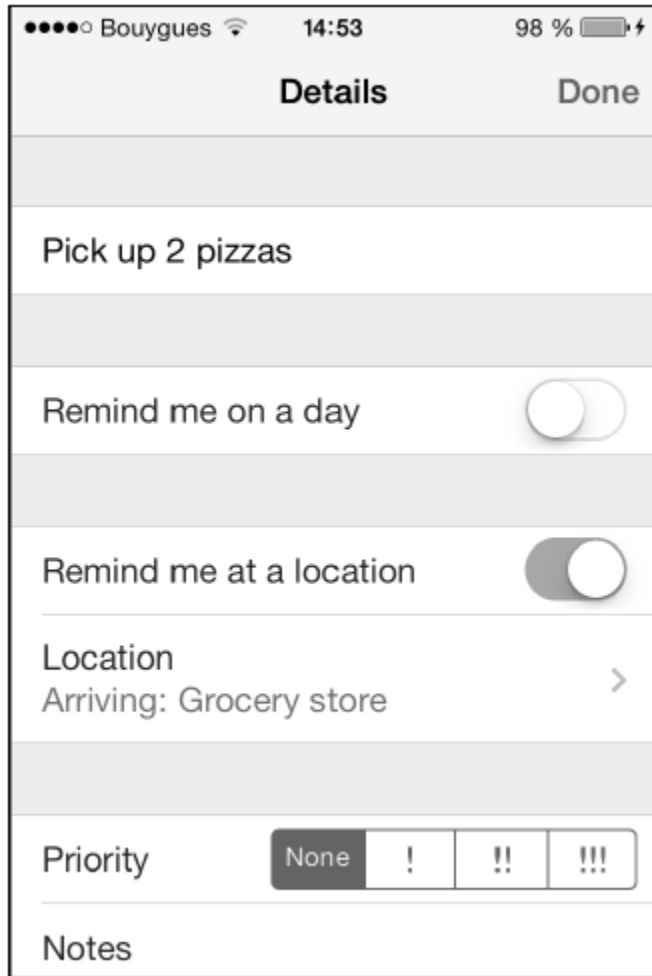 Bouygues 14:53 98 %
Details Done
Pick up 2 pizzas
Remind me on a day
Remind me at a location
Location
Arriving: Grocery store
Priority None ! !! !!!
Notes